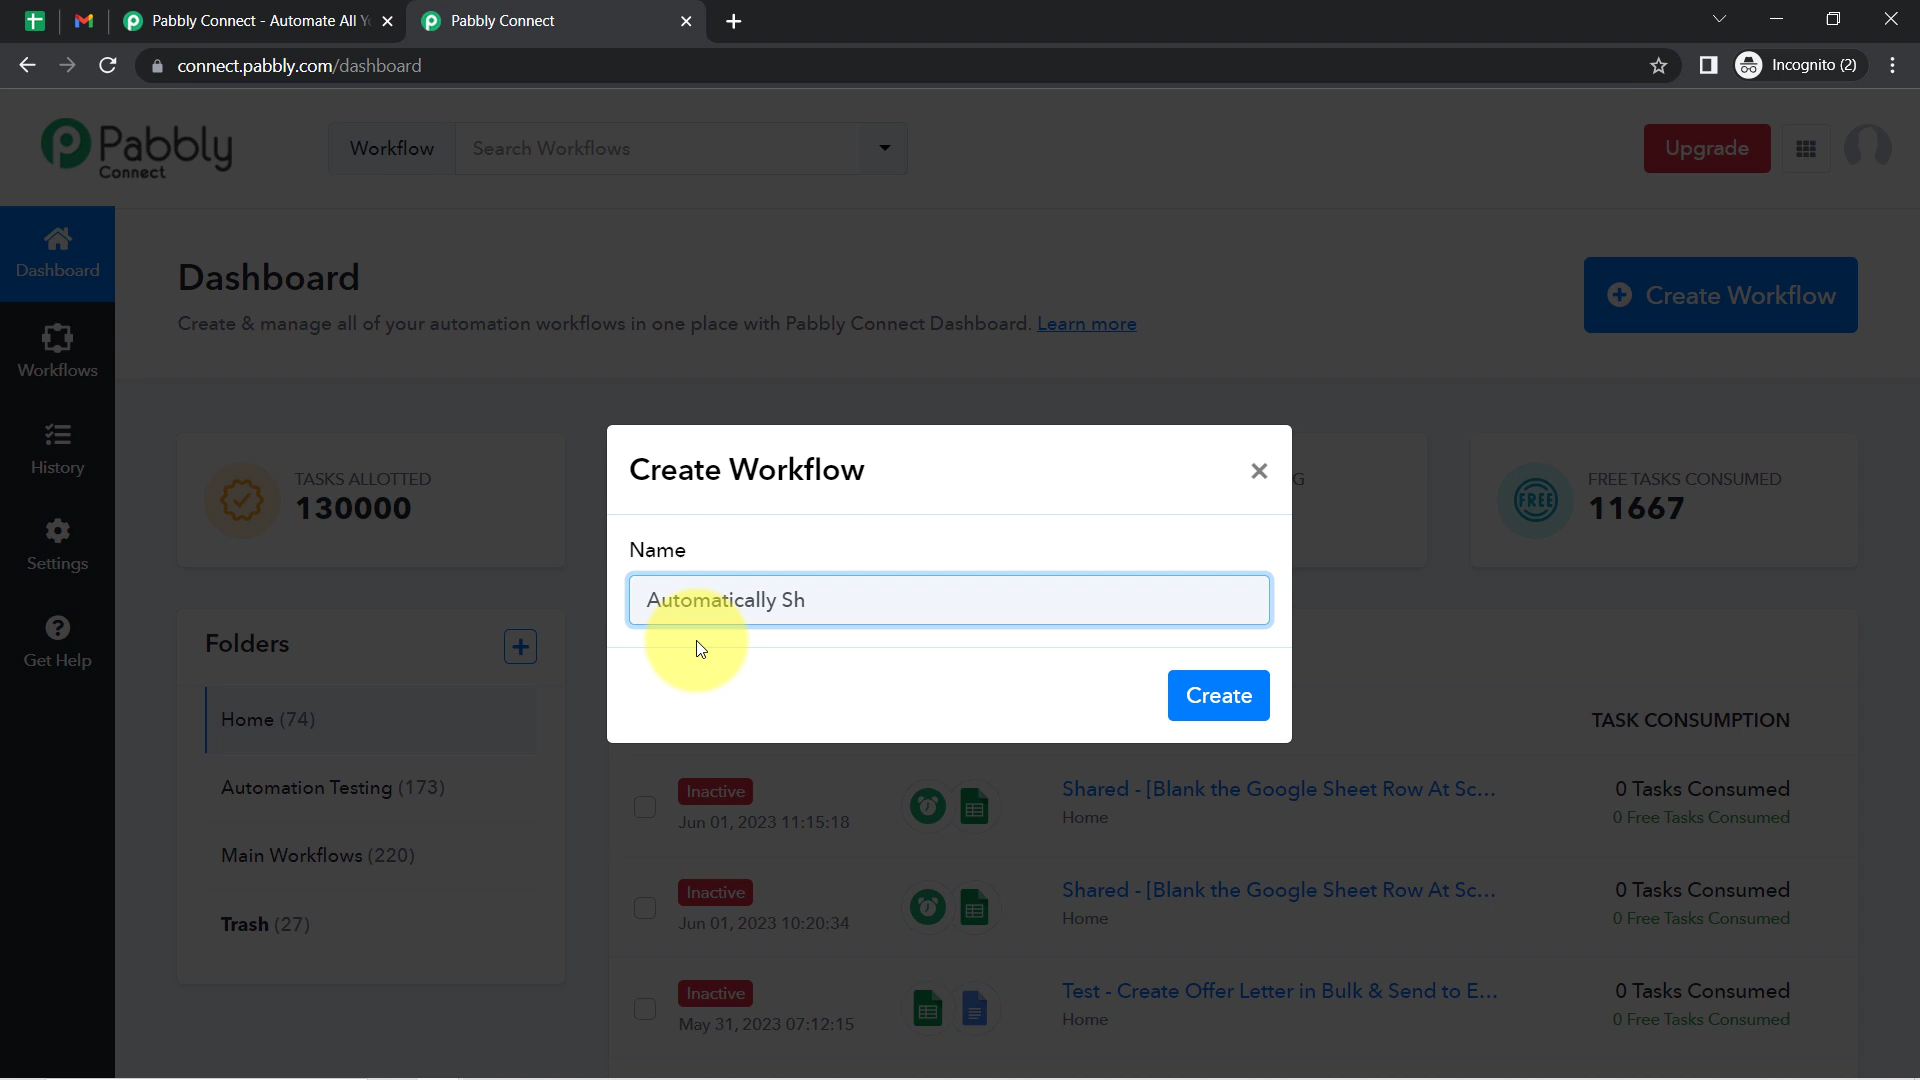 Pabbly Connect - Automate All Y
Pabbly Connect
connect.pabbly.com/dashboard
Incognito (2)
Pabbly
Connect
Workflow
Search Workflows
Upgrade
Dashboard
Workflows
History
Settings
Get Help
Dashboard
Create & manage all of your automation workflows in one place with Pabbly Connect Dashboard. Learn more
Create Workflow
TASKS ALLOTTED
130000
G
FREE
FREE TASKS CONSUMED
11667
Create Workflow
Name
Automatically Sh
Create
Folders
Home (74)
Automation Testing (173)
Main Workflows (220)
Trash (27)
TASK CONSUMPTION
Inactive
Jun 01, 2023 11:15:18
Shared - [Blank the Google Sheet Row At Sc...
Home
0 Tasks Consumed
0 Free Tasks Consumed
Inactive
Jun 01, 2023 10:20:34
Shared - [Blank the Google Sheet Row At Sc...
Home
0 Tasks Consumed
0 Free Tasks Consumed
Inactive
May 31, 2023 07:12:15
Test - Create Offer Letter in Bulk & Send to E...
Home
0 Tasks Consumed
0 Free Tasks Consumed